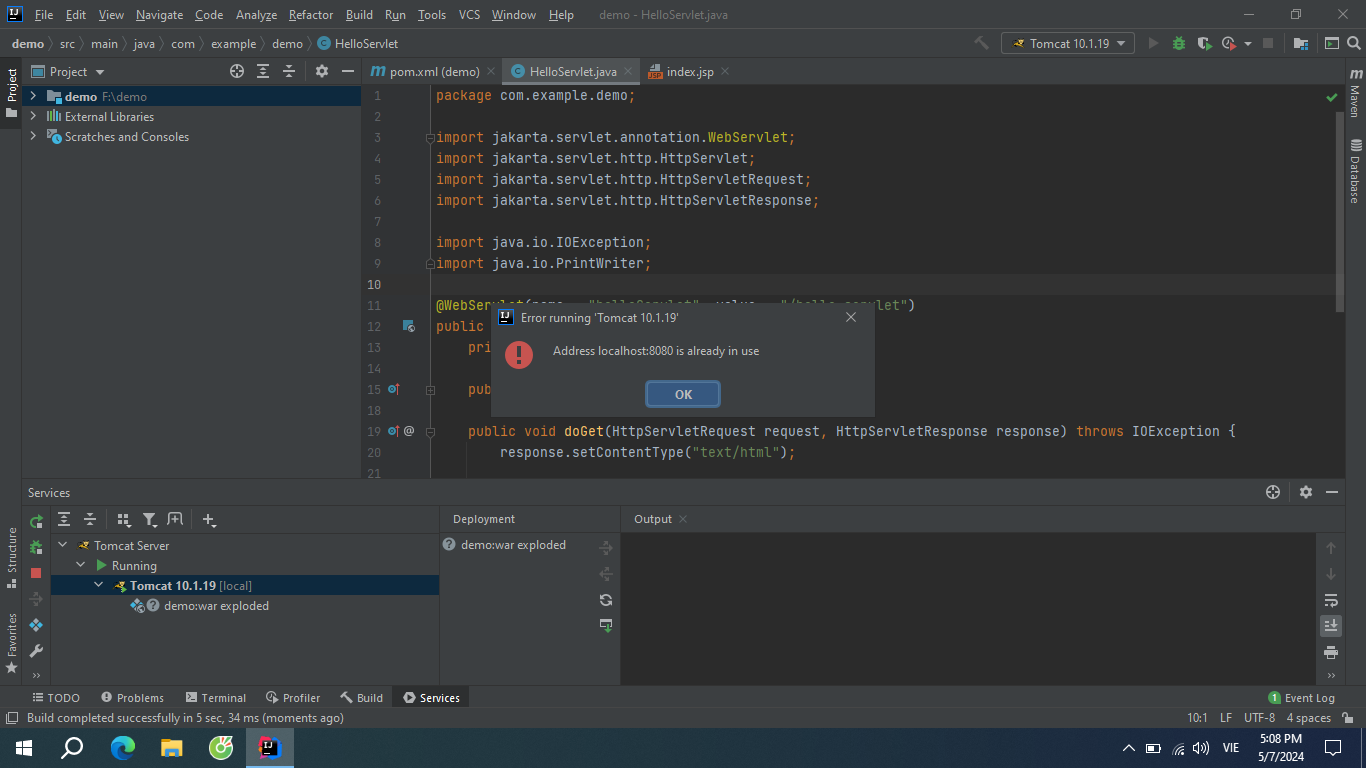 File Edit View Navigate Code Analyze Refactor Build Run Tools VCS Window Help demo - HelloServlet.java
demo src main java com example demo HelloServlet Tomcat 10.1.19
Project
pom.xml (demo) HelloServlet.java index.jsp
Project
demo F:\demo
External Libraries
Scratches and Consoles
1 package com.example.demo;
2
3 import jakarta.servlet.annotation.WebServlet;
4 import jakarta.servlet.http.HttpServlet;
5 import jakarta.servlet.http.HttpServletRequest;
6 import jakarta.servlet.http.HttpServletResponse;
7
8 import java.io.IOException;
9 import java.io.PrintWriter;
10
11 @WebServlet(name = "helloServlet", value = "/hello-servlet")
12 public
13 pri
14
15 pub
18
19 public void doGet(HttpServletRequest request, HttpServletResponse response) throws IOException {
20 response.setContentType("text/html");
21
Error running 'Tomcat 10.1.19'
Address localhost:8080 is already in use
OK
Maven
Database
Services
Deployment
Output
Tomcat Server
Running
Tomcat 10.1.19 [local]
demo:war exploded
demo:war exploded
Structure
Favorites
TODO Problems Terminal Profiler Build Services 1 Event Log
Build completed successfully in 5 sec, 34 ms (moments ago) 10:1 LF UTF-8 4 spaces
VIE
5:08 PM
5/7/2024